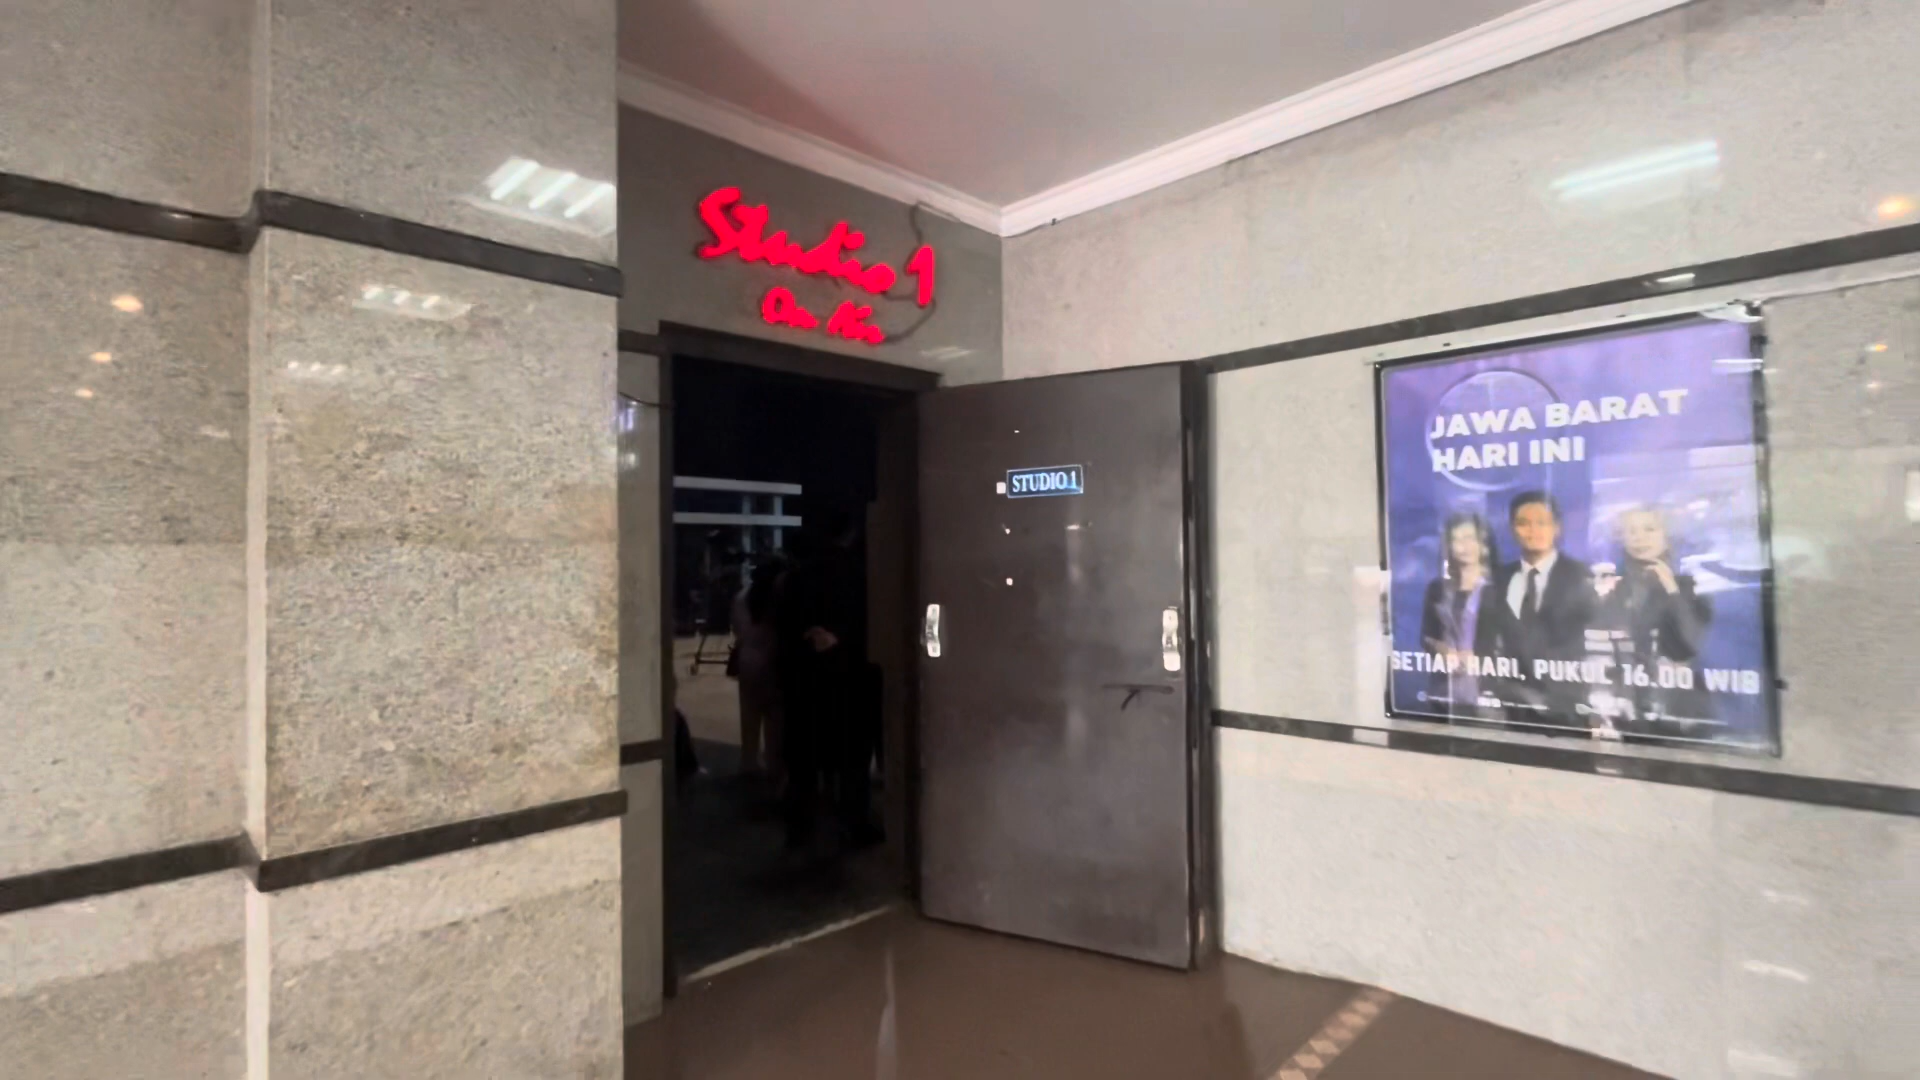 Studio 1
On Air
STUDIO 1
JAWA BARAT
HARI INI
SETIAP HARI, PUKUL 16.00 WIB